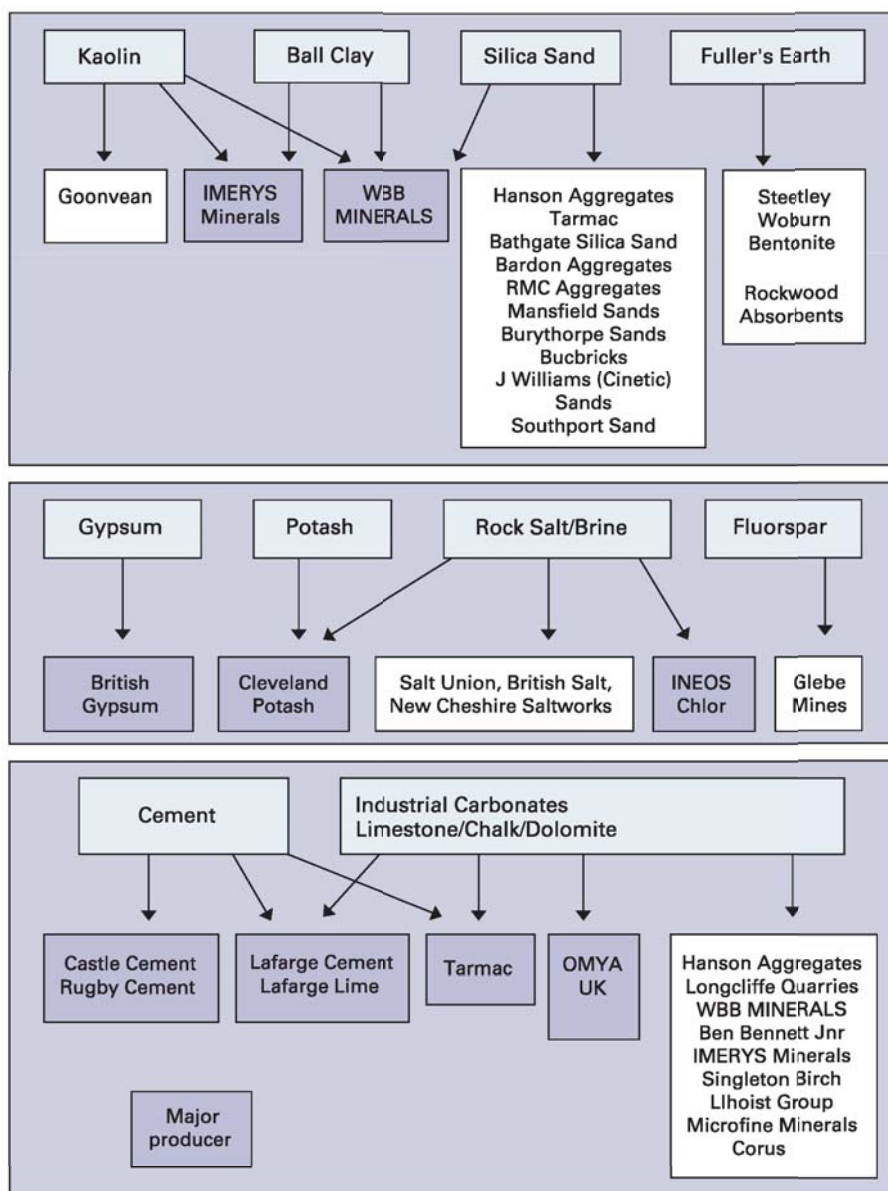 Kaolin
Ball Clay
Silica Sand
Fuller's Earth
Goonvean
IMERYS
Minerals
WBB
MINERALS
Hanson Aggregates
Tarmac
Bathgate Silica Sand
Bardon Aggregates
RMC Aggregates
Mansfield Sands
Burythorpe Sands
Bucbricks
J Williams (Cinetic)
Sands
Southport Sand
Steetley
Woburn
Bentonite
Rockwood
Absorbents
Gypsum
Potash
Rock Salt/Brine
Fluorspar
British
Gypsum
Cleveland
Potash
Salt Union, British Salt,
New Cheshire Saltworks
INEOS
Chlor
Glebe
Mines
Cement
Industrial Carbonates
Limestone/Chalk/Dolomite
Castle Cement
Rugby Cement
Lafarge Cement
Lafarge Lime
Tarmac
OMYA
UK
Hanson Aggregates
Longcliffe Quarries
WBB MINERALS
Ben Bennett Jnr
IMERYS Minerals
Singleton Birch
Llhoist Group
Microfine Minerals
Corus
Major
producer